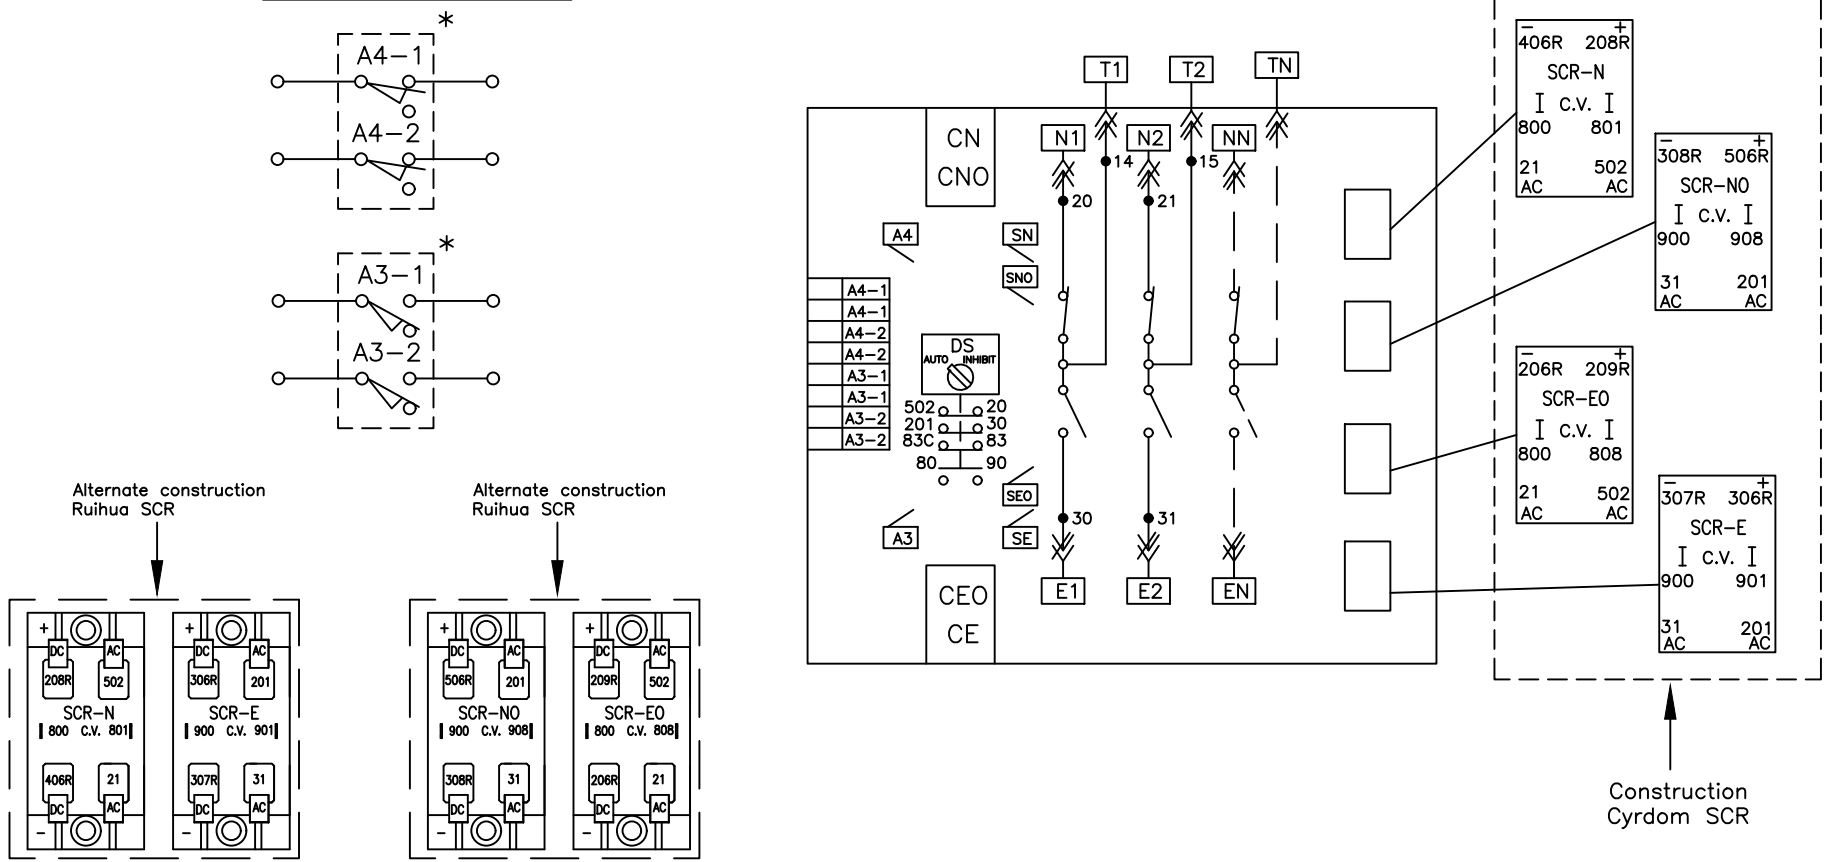 *
A4-1
A4-2
*
A3-1
A3-2
Alternate construction
Ruihua SCR
+
DC
AC
208R
502
SCR-N
800 C.V. 801
406R
21
DC
AC
-
+
DC
AC
306R
201
SCR-E
900 C.V. 901
307R
31
DC
AC
-
Alternate construction
Ruihua SCR
+
DC
AC
506R
201
SCR-NO
900 C.V. 908
308R
31
DC
AC
-
+
DC
AC
209R
502
SCR-EO
800 C.V. 808
206R
21
DC
AC
-
T1
T2
TN
CN
CNO
N1
N2
NN
14
15
20
21
A4
SN
SNO
A4-1
A4-1
A4-2
A4-2
A3-1
A3-1
A3-2
A3-2
DS
AUTO INHIBIT
502 20
201 30
83C 83
80 90
SEO
A3
SE
30
31
CEO
CE
E1
E2
EN
- +
406R 208R
SCR-N
I C.V. I
800 801
21 502
AC AC
- +
308R 506R
SCR-NO
I C.V. I
900 908
31 201
AC AC
- +
206R 209R
SCR-EO
I C.V. I
800 808
21 502
AC AC
- +
307R 306R
SCR-E
I C.V. I
900 901
31 201
AC AC
Construction
Cyrdom SCR